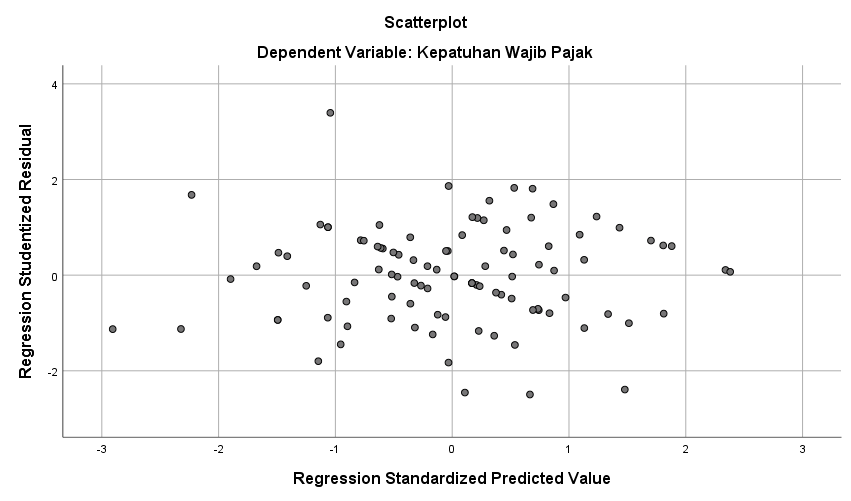 Scatterplot
Dependent Variable: Kepatuhan Wajib Pajak
Regression Studentized Residual
4
2
0
-2
-3
-2
-1
0
1
2
3
Regression Standardized Predicted Value